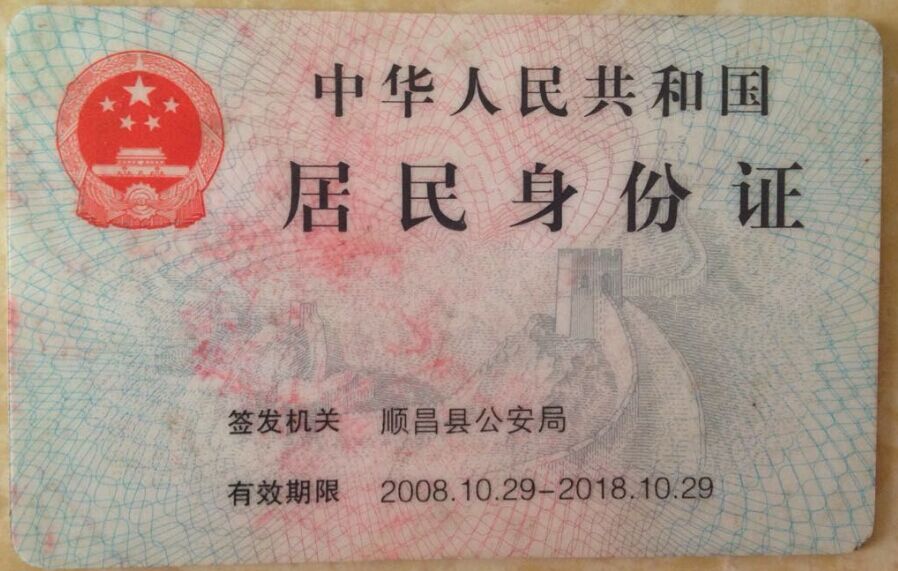 中华人民共和国
居民身份证
签发机关 顺昌县公安局
有效期限 2008.10.29-2018.10.29